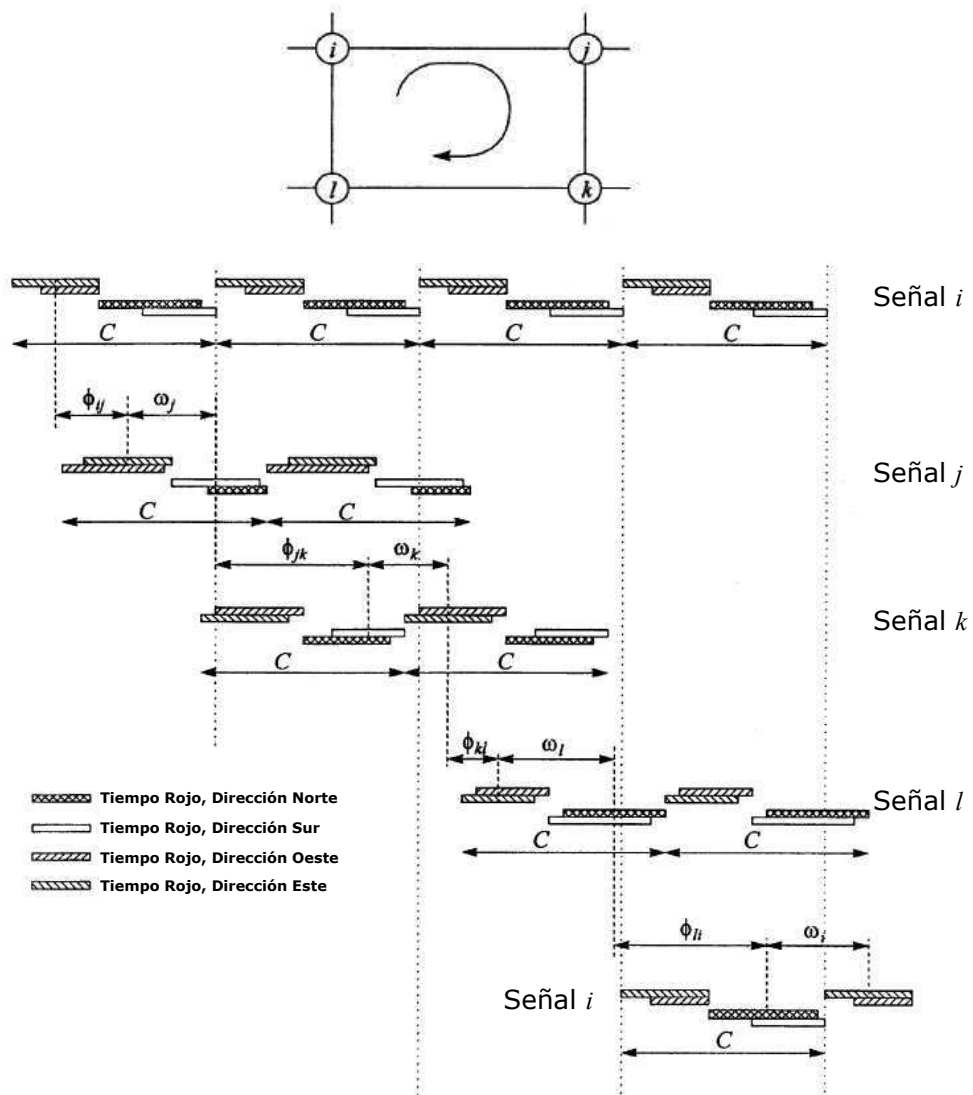 i
j
l
k
Señal i
C C C C
ϕij ωj
Señal j
C C
ϕjk ωk
Señal k
C C
ϕkl ωl
Señal l
Tiempo Rojo, Dirección Norte
Tiempo Rojo, Dirección Sur
Tiempo Rojo, Dirección Oeste
Tiempo Rojo, Dirección Este
C C
ϕli ωi
Señal i
C